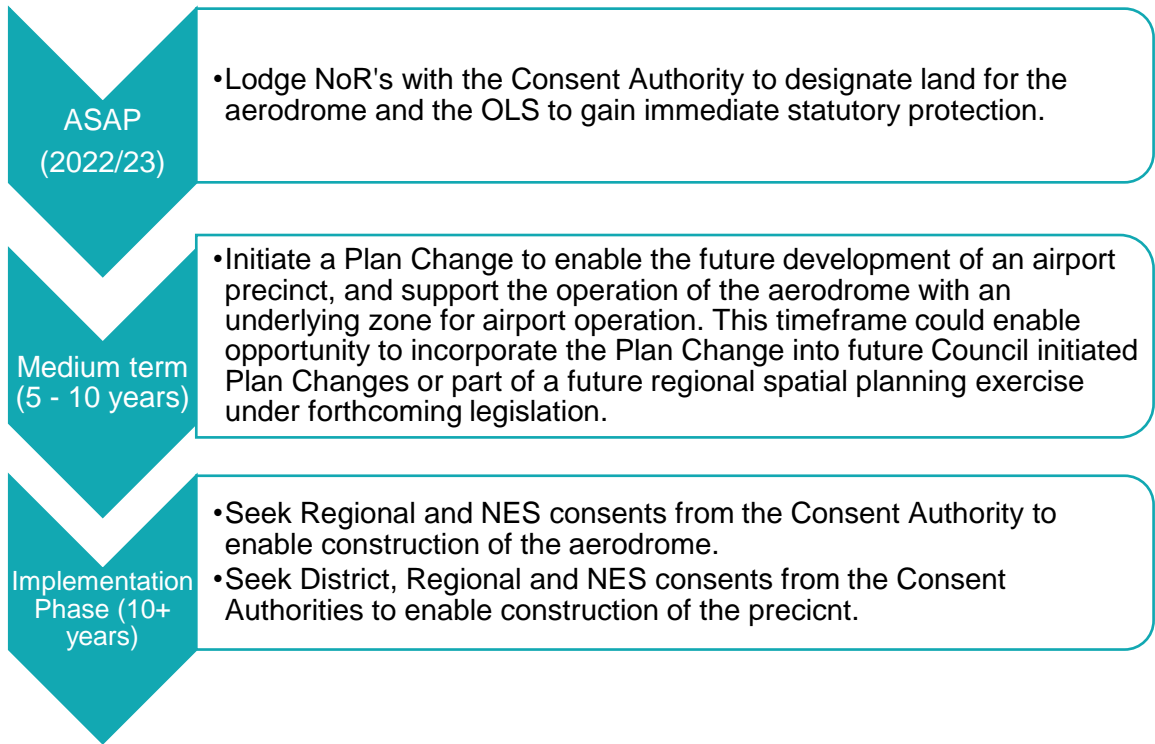 ASAP
(2022/23)
•Lodge NoR's with the Consent Authority to designate land for the
aerodrome and the OLS to gain immediate statutory protection.
Medium term
(5 - 10 years)
•Initiate a Plan Change to enable the future development of an airport
precinct, and support the operation of the aerodrome with an
underlying zone for airport operation. This timeframe could enable
opportunity to incorporate the Plan Change into future Council initiated
Plan Changes or part of a future regional spatial planning exercise
under forthcoming legislation.
Implementation
Phase (10+
years)
•Seek Regional and NES consents from the Consent Authority to
enable construction of the aerodrome.
•Seek District, Regional and NES consents from the Consent
Authorities to enable construction of the precicnt.